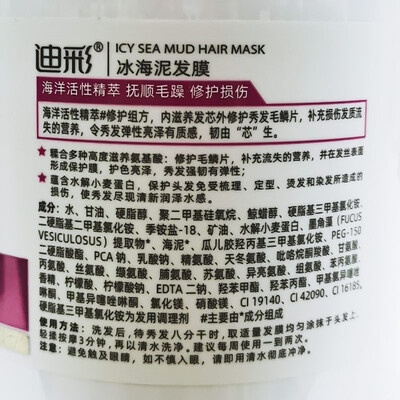 迪彩® ICY SEA MUD HAIR MASK
冰海泥发膜
海洋活性精萃 抚顺毛躁 修护损伤
海洋活性精萃#修护组方，内滋养发芯外修护秀发毛鳞片，补充损伤发质流
失的营养，令秀发弹性亮泽有质感，韧由“芯”生。
★糅合多种高度滋养氨基酸：修护毛鳞片，补充流失的营养，并在发丝表面
形成保护膜，护色亮泽，秀发强韧有弹性；
★蕴含水解小麦蛋白，保护头发免受梳理、定型、烫发和染发所造成的
损伤，使秀发尽现清新润泽水感。
成分：水、甘油、硬脂醇、聚二甲基硅氧烷、鲸蜡醇、硬脂基三甲基氯化铵、
二硬脂基二甲基氯化铵、季铵盐-18、矿油、水解小麦蛋白、墨角藻(FUCUS
VESICULOSUS) 提取物*、海泥*、瓜儿胶羟丙基三甲基氯化铵、PEG-150
二硬脂酸酯、PCA 钠、乳酸钠、精氨酸、天冬氨酸、吡咯烷酮羧酸、甘氨酸、
丙氨酸、丝氨酸、缬氨酸、脯氨酸、苏氨酸、异亮氨酸、组氨酸、苯丙氨酸、
香精、柠檬酸、柠檬酸钠、EDTA 二钠、羟苯甲酯、羟苯丙酯、甲基氯异噻唑
啉酮、甲基异噻唑啉酮、氯化镁、硝酸镁、CI 19140、CI 42090、CI 16185。
硬脂基三甲基氯化铵为发用调理剂 #主要由*成分组成
使用方法：洗发后，待秀发八分干时，取适量发膜均匀涂抹于头发上，
轻揉按摩3分钟，再以清水洗净。建议每周使用一到两次。
注意：避免触及眼睛，如不慎入眼，请即用清水彻底冲净。